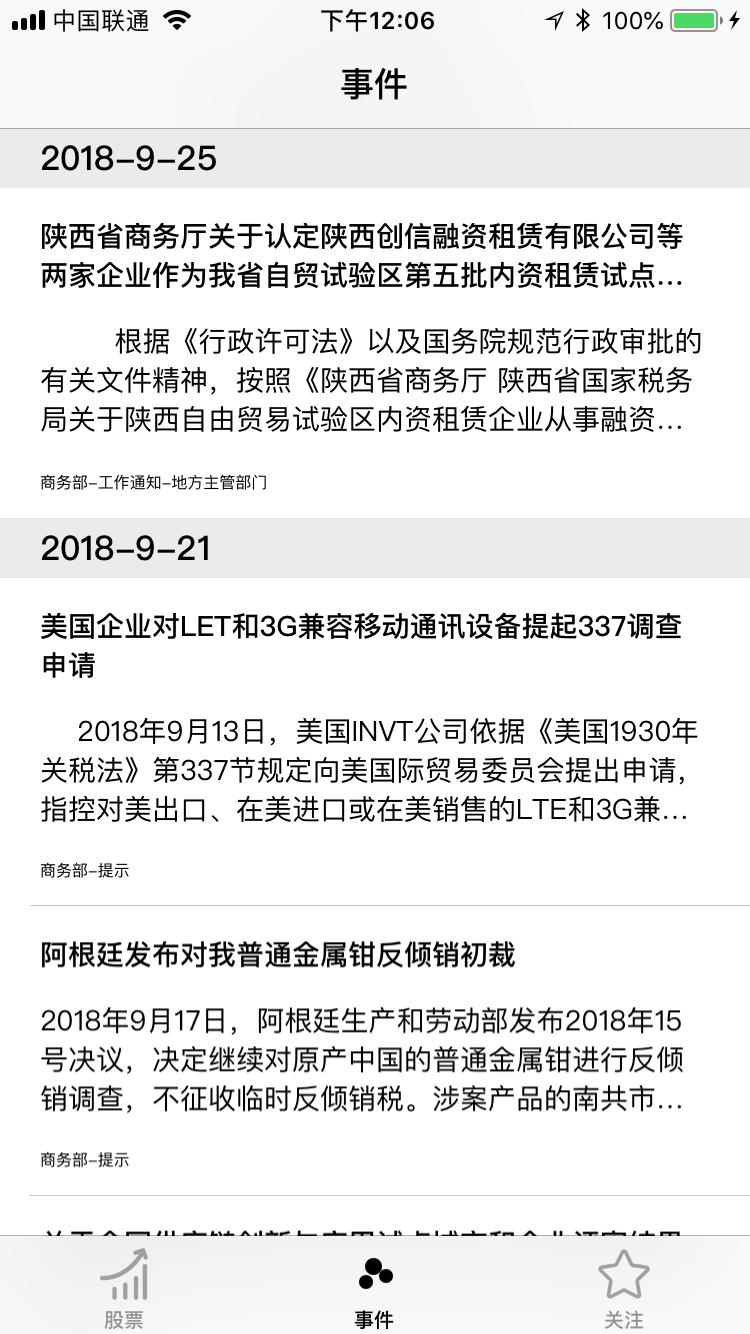 中国联通 下午12:06 100%
事件
2018-9-25
陕西省商务厅关于认定陕西创信融资租赁有限公司等
两家企业作为我省自贸试验区第五批内资租赁试点...
根据《行政许可法》以及国务院规范行政审批的
有关文件精神，按照《陕西省商务厅 陕西省国家税务
局关于陕西自由贸易试验区内资租赁企业从事融资...
商务部-工作通知-地方主管部门
2018-9-21
美国企业对LET和3G兼容移动通讯设备提起337调查
申请
2018年9月13日，美国INVT公司依据《美国1930年
关税法》第337节规定向美国际贸易委员会提出申请，
指控对美出口、在美进口或在美销售的LTE和3G兼...
商务部-提示
阿根廷发布对我普通金属钳反倾销初裁
2018年9月17日，阿根廷生产和劳动部发布2018年15
号决议，决定继续对原产中国的普通金属钳进行反倾
销调查，不征收临时反倾销税。涉案产品的南共市...
商务部-提示
股票 事件 关注